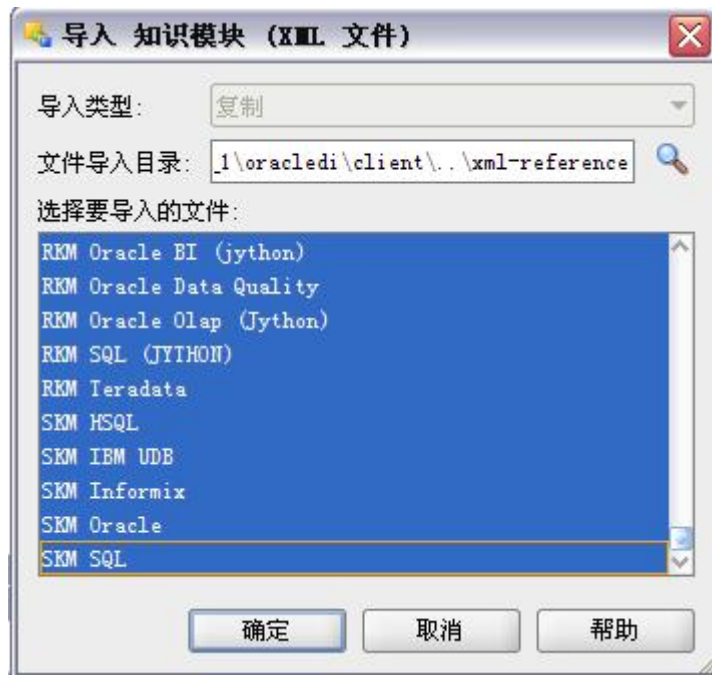 导入 知识模块 (XML 文件)
导入类型: 复制
文件导入目录: _1\oracledi\client\..\xml-reference
选择要导入的文件:
RKM Oracle BI (jython)
RKM Oracle Data Quality
RKM Oracle Olap (Jython)
RKM SQL (JYTHON)
RKM Teradata
SKM HSQL
SKM IBM UDB
SKM Informix
SKM Oracle
SKM SQL
确定 取消 帮助